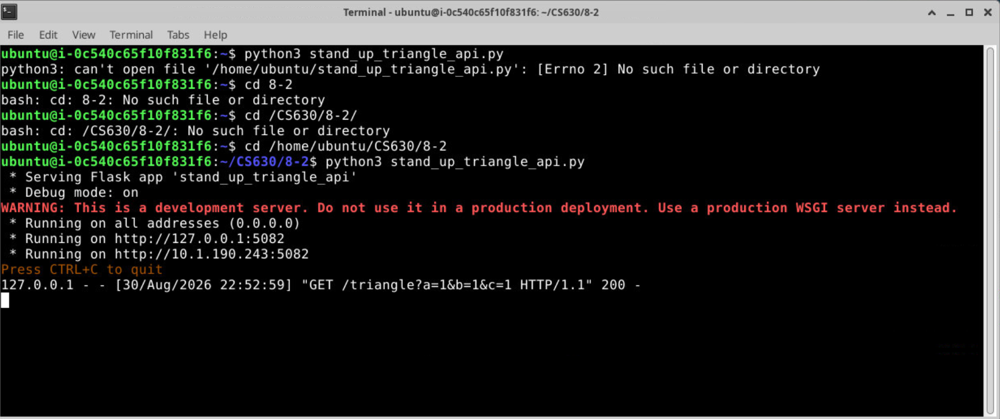 Terminal - ubuntu@i-0c540c65f10f831f6: ~/CS630/8-2
File Edit View Terminal Tabs Help
ubuntu@i-0c540c65f10f831f6:~$ python3 stand_up_triangle_api.py
python3: can't open file '/home/ubuntu/stand_up_triangle_api.py': [Errno 2] No such file or directory
ubuntu@i-0c540c65f10f831f6:~$ cd 8-2
bash: cd: 8-2: No such file or directory
ubuntu@i-0c540c65f10f831f6:~$ cd /CS630/8-2/
bash: cd: /CS630/8-2/: No such file or directory
ubuntu@i-0c540c65f10f831f6:~$ cd /home/ubuntu/CS630/8-2
ubuntu@i-0c540c65f10f831f6:~/CS630/8-2$ python3 stand_up_triangle_api.py
 * Serving Flask app 'stand_up_triangle_api'
 * Debug mode: on
WARNING: This is a development server. Do not use it in a production deployment. Use a production WSGI server instead.
 * Running on all addresses (0.0.0.0)
 * Running on http://127.0.0.1:5082
 * Running on http://10.1.190.243:5082
Press CTRL+C to quit
127.0.0.1 - - [30/Aug/2026 22:52:59] "GET /triangle?a=1&b=1&c=1 HTTP/1.1" 200 -